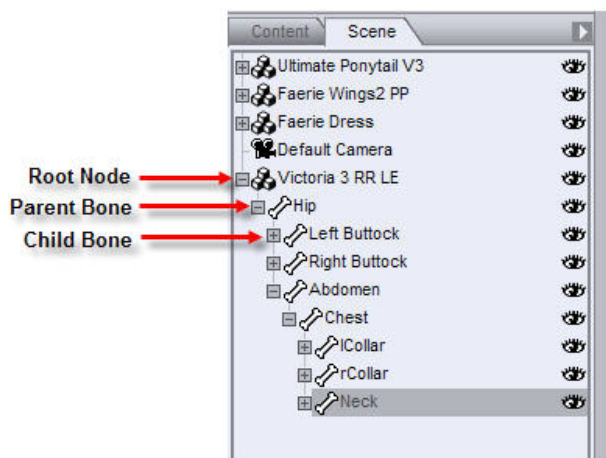 Content Scene
Ultimate Ponytail V3
Faerie Wings2 PP
Faerie Dress
Default Camera
Root Node Victoria 3 RR LE
Parent Bone Hip
Child Bone Left Buttock
Right Buttock
Abdomen
Chest
lCollar
rCollar
Neck